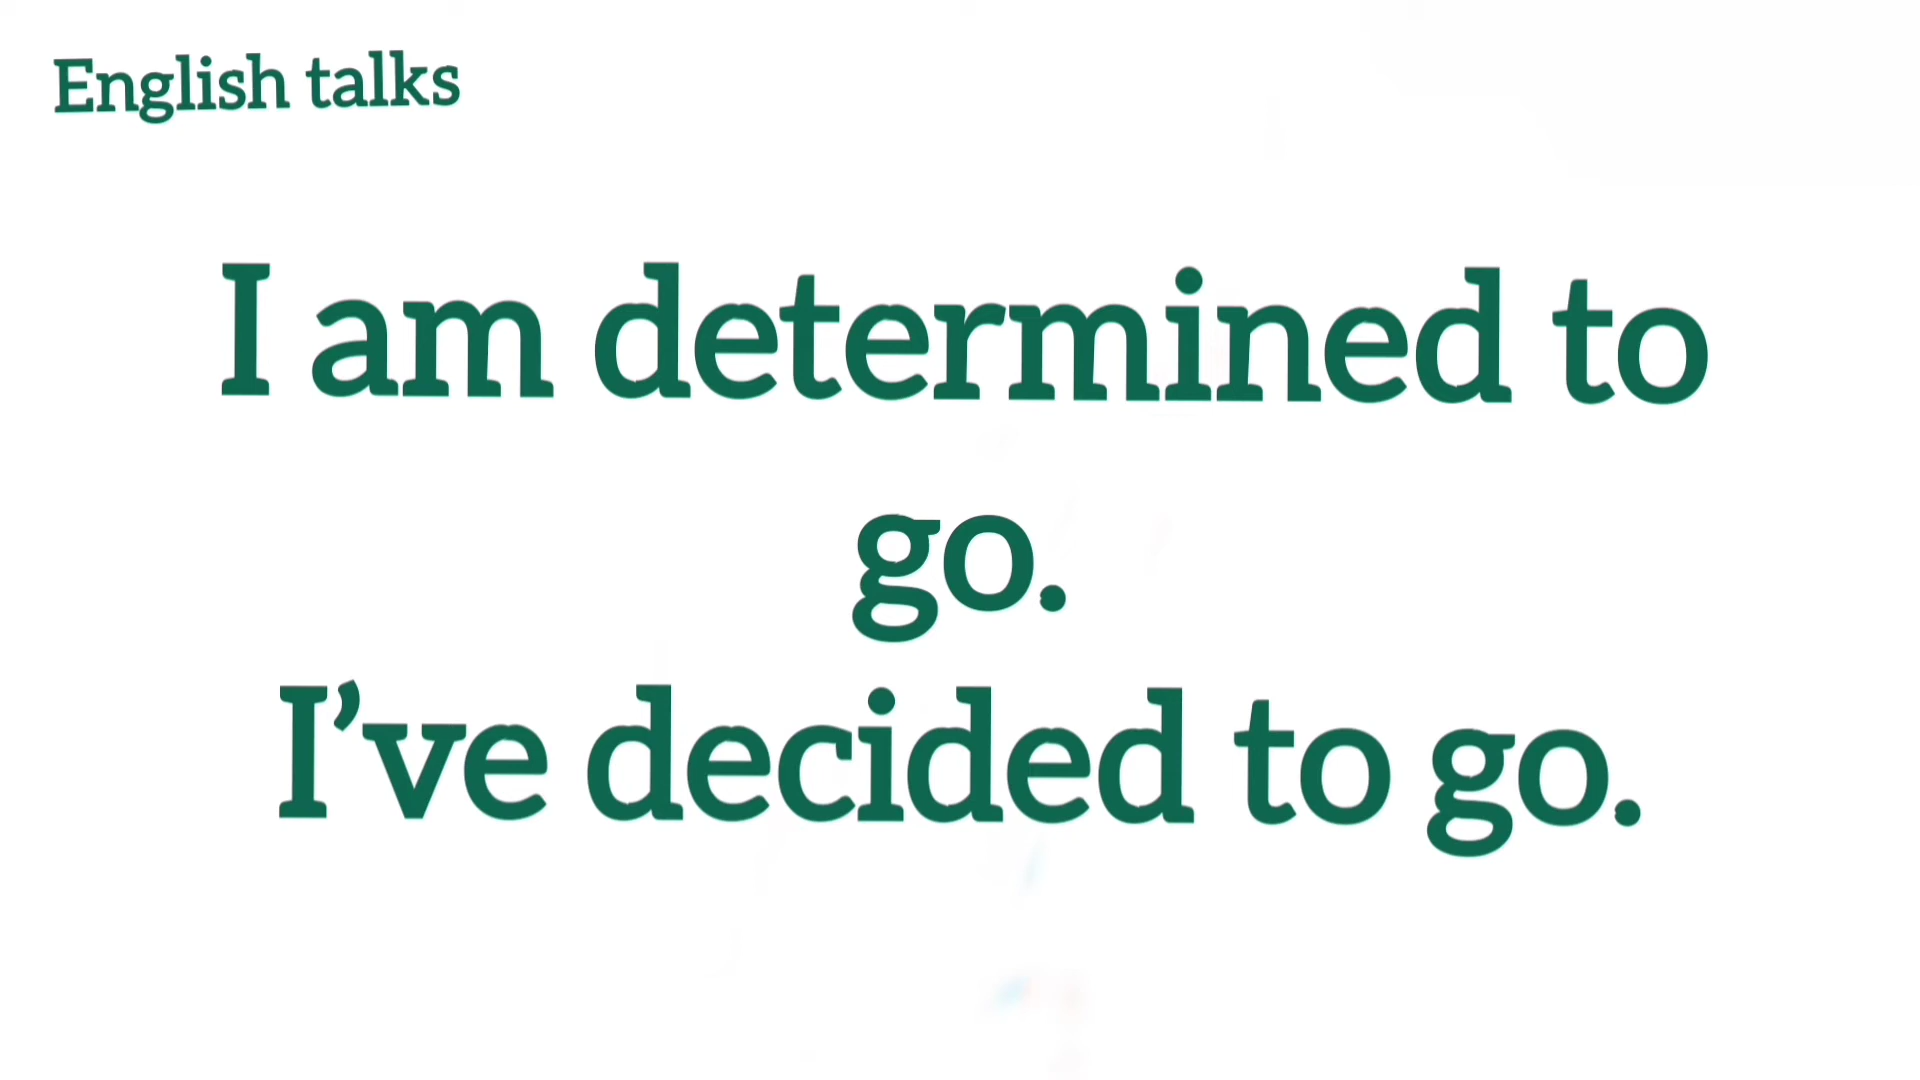 English talks
I am determined to
go.
I’ve decided to go.